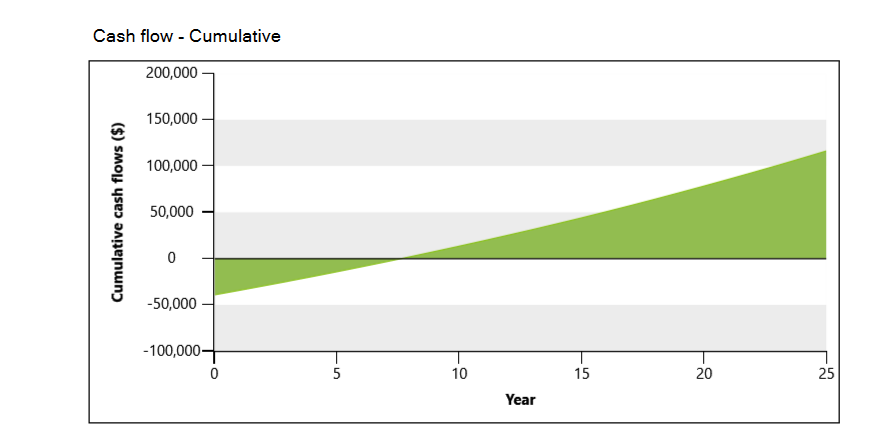 Cash flow - Cumulative
200,000
150,000
100,000
50,000
0
-50,000
-100,000
Cumulative cash flows ($)
0 5 10 15 20 25
Year